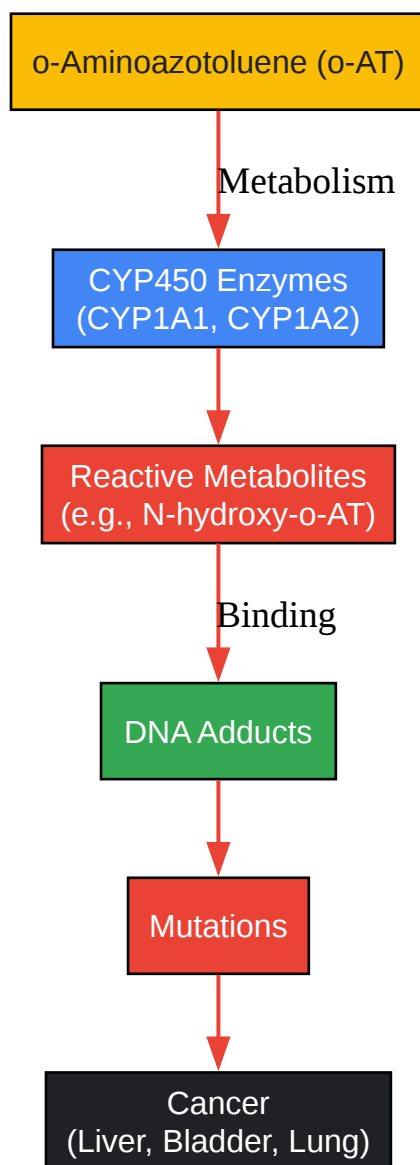 o-Aminoazotoluene (o-AT)
Metabolism
CYP450 Enzymes
(CYP1A1, CYP1A2)
Reactive Metabolites
(e.g., N-hydroxy-o-AT)
Binding
DNA Adducts
Mutations
Cancer
(Liver, Bladder, Lung)